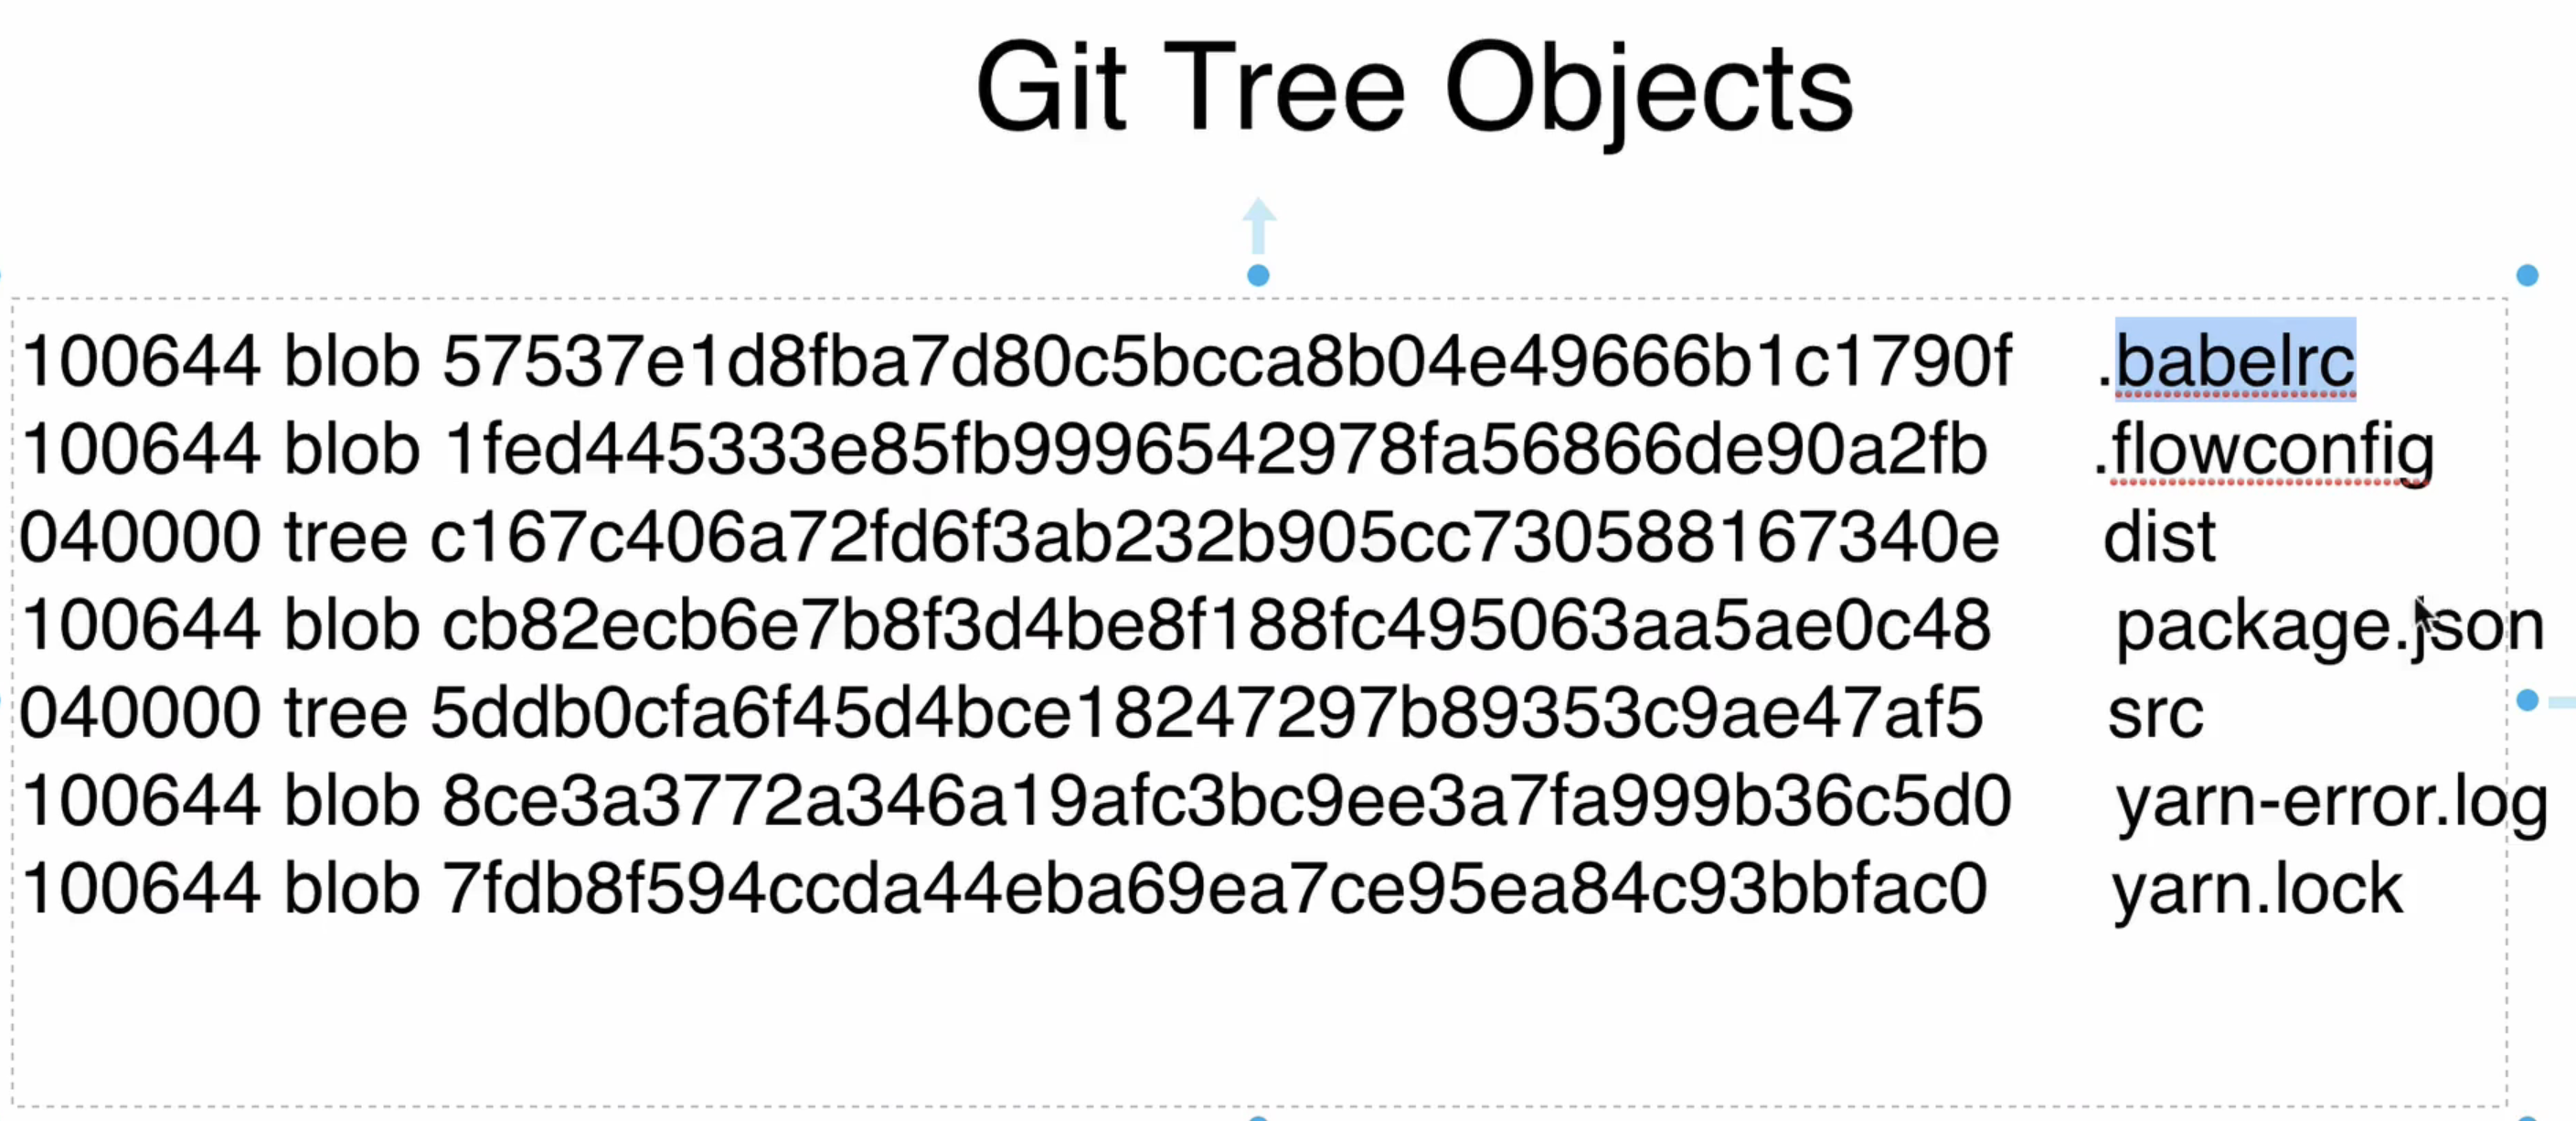 Git Tree Objects
100644 blob 57537e1d8fba7d80c5bcca8b04e49666b1c1790f .babelrc
100644 blob 1fed445333e85fb9996542978fa56866de90a2fb .flowconfig
040000 tree c167c406a72fd6f3ab232b905cc730588167340e dist
100644 blob cb82ecb6e7b8f3d4be8f188fc495063aa5ae0c48 package.json
040000 tree 5ddb0cfa6f45d4bce18247297b89353c9ae47af5 src
100644 blob 8ce3a3772a346a19afc3bc9ee3a7fa999b36c5d0 yarn-error.log
100644 blob 7fdb8f594ccda44eba69ea7ce95ea84c93bbfac0 yarn.lock